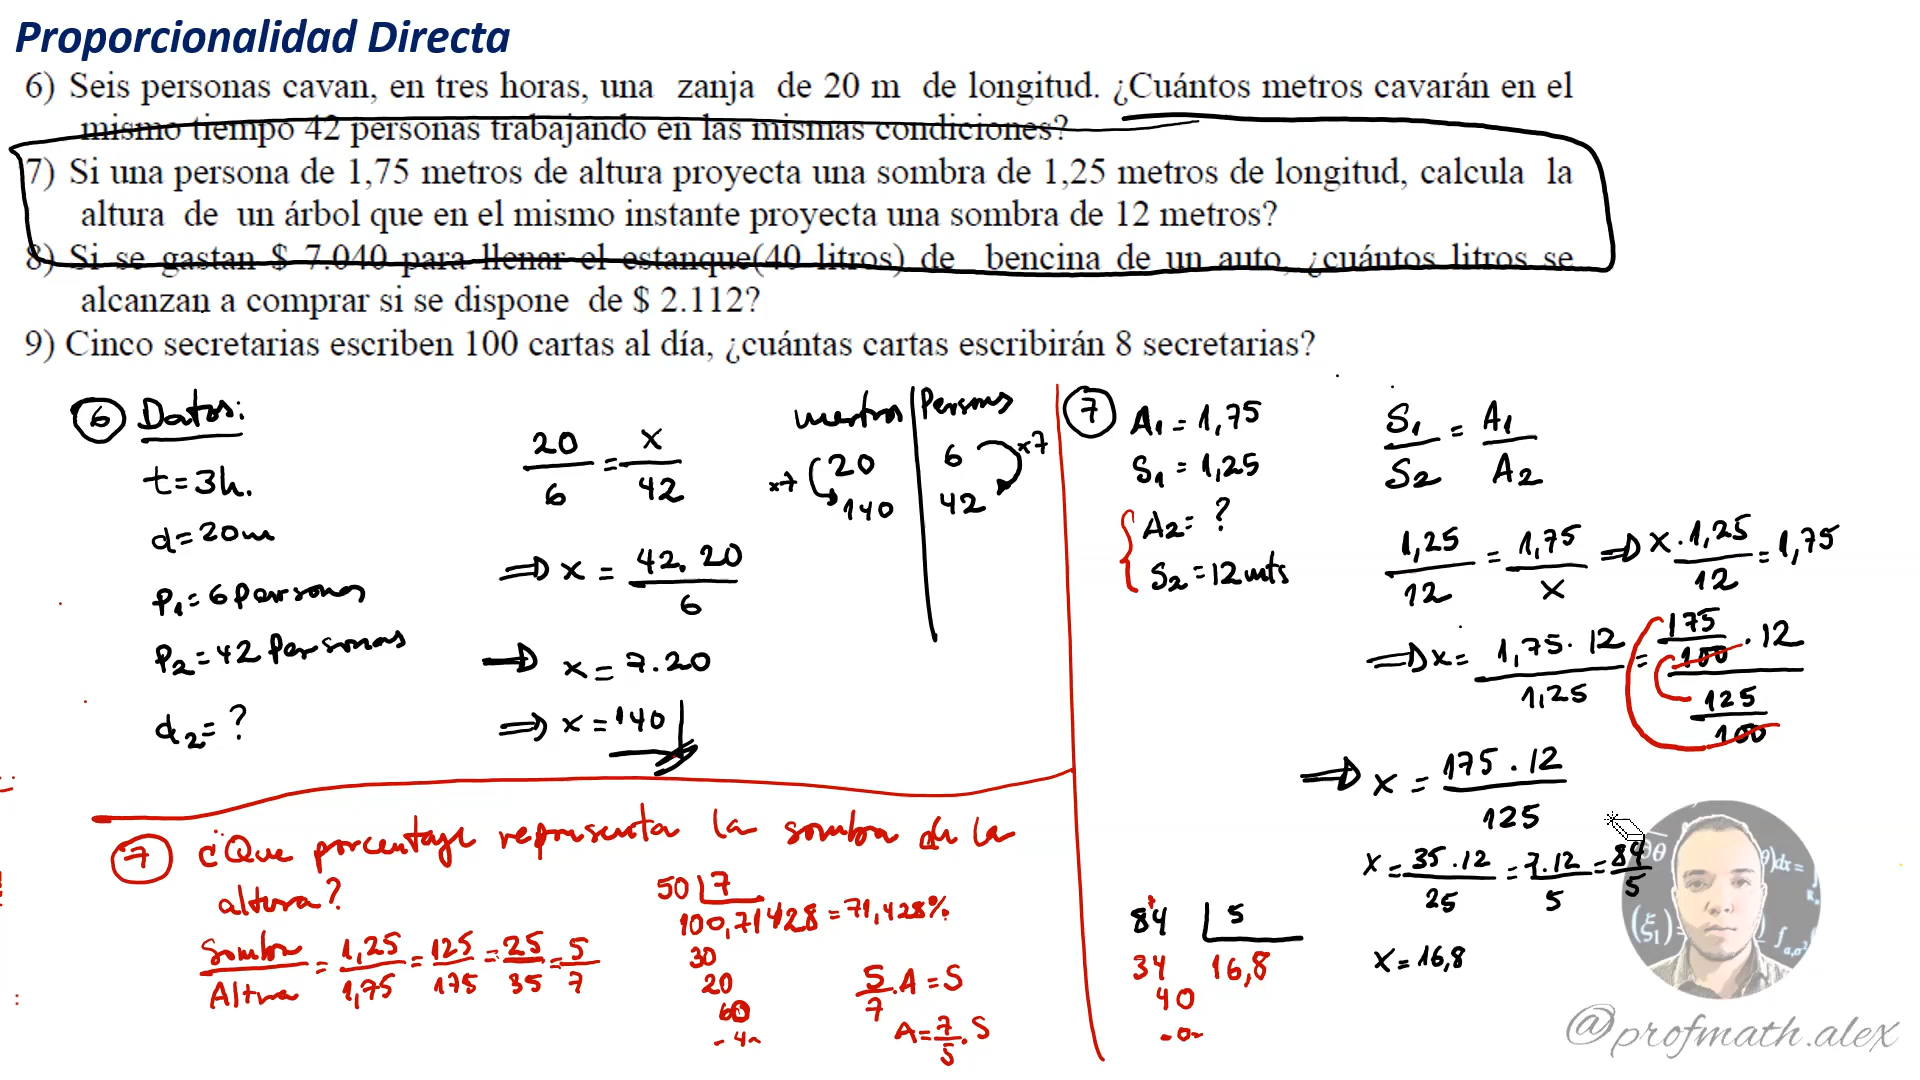 Proporcionalidad Directa
6) Seis personas cavan, en tres horas, una zanja de 20 m de longitud. ¿Cuántos metros cavarán en el
mismo tiempo 42 personas trabajando en las mismas condiciones?
7) Si una persona de 1,75 metros de altura proyecta una sombra de 1,25 metros de longitud, calcula la
altura de un árbol que en el mismo instante proyecta una sombra de 12 metros?
8) Si se gastan $ 7.040 para llenar el estanque(40 litros) de bencina de un auto, ¿cuántos litros se
alcanzan a comprar si se dispone de $ 2.112?
9) Cinco secretarias escriben 100 cartas al día, ¿cuántas cartas escribirán 8 secretarias?
6 Datos:
t=3h.
d=20m
P1=6 Personas
P2=42 Personas
d2=?
20/6 = x/42
⇒ x = 42.20/6
⇒ x=7.20
⇒ x=140
metros | Personas
x7 20 | 6 x7
140 | 42
7 A1=1,75
S1=1,25
A2=?
S2=12mts
S1/S2 = A1/A2
1,25/12 = 1,75/x ⇒ x.1,25/12 = 1,75
⇒ x= 1,75.12/1,25 = 175/100 . 12 / 125/100
⇒ x = 175.12/125
x= 35.12/25 = 7.12/5 = 84/5
x=16,8
84 | 5
34 16,8
40
-0-
7 ¿Que porcentaje representa la sombra de la
altura?
Sombra/Altura = 1,25/1,75 = 125/175 = 25/35 = 5/7
50 | 7
100,71428 = 71,428%
30
20
60
-4-
5/7 . A = S
A = 7/5 . S
@profmath.alex